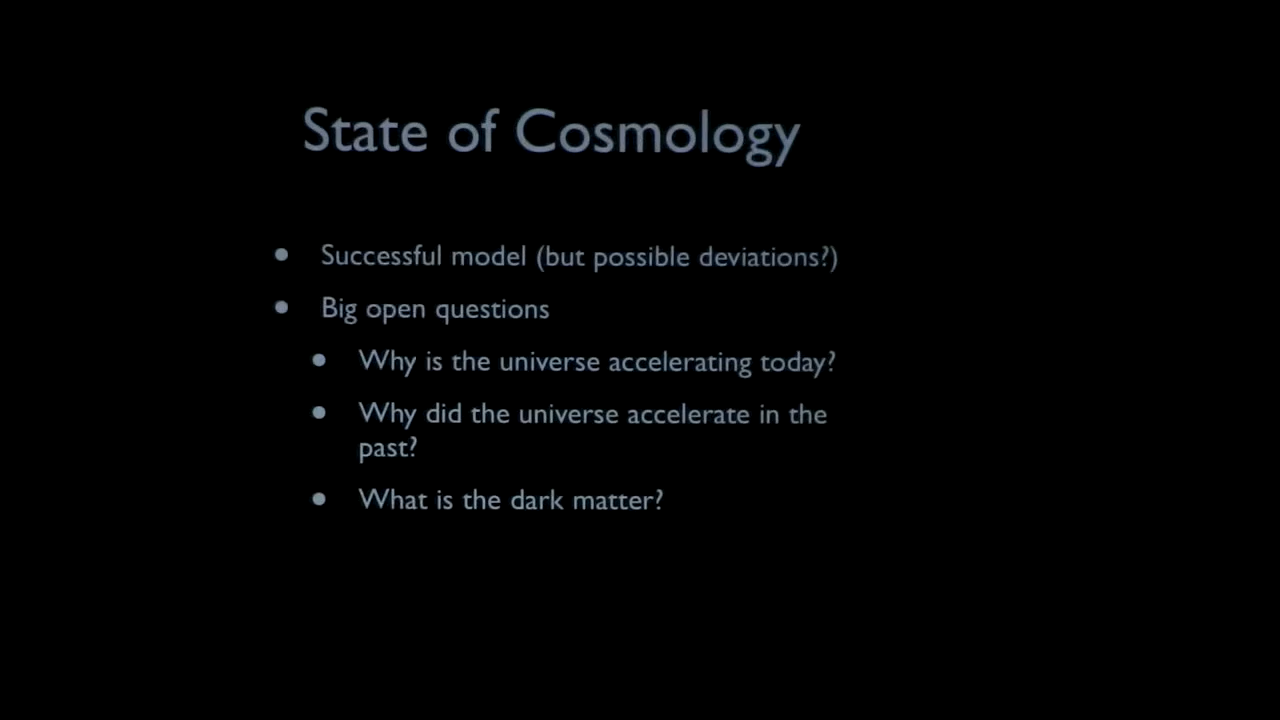 State of Cosmology
• Successful model (but possible deviations?)
• Big open questions
• Why is the universe accelerating today?
• Why did the universe accelerate in the
past?
• What is the dark matter?